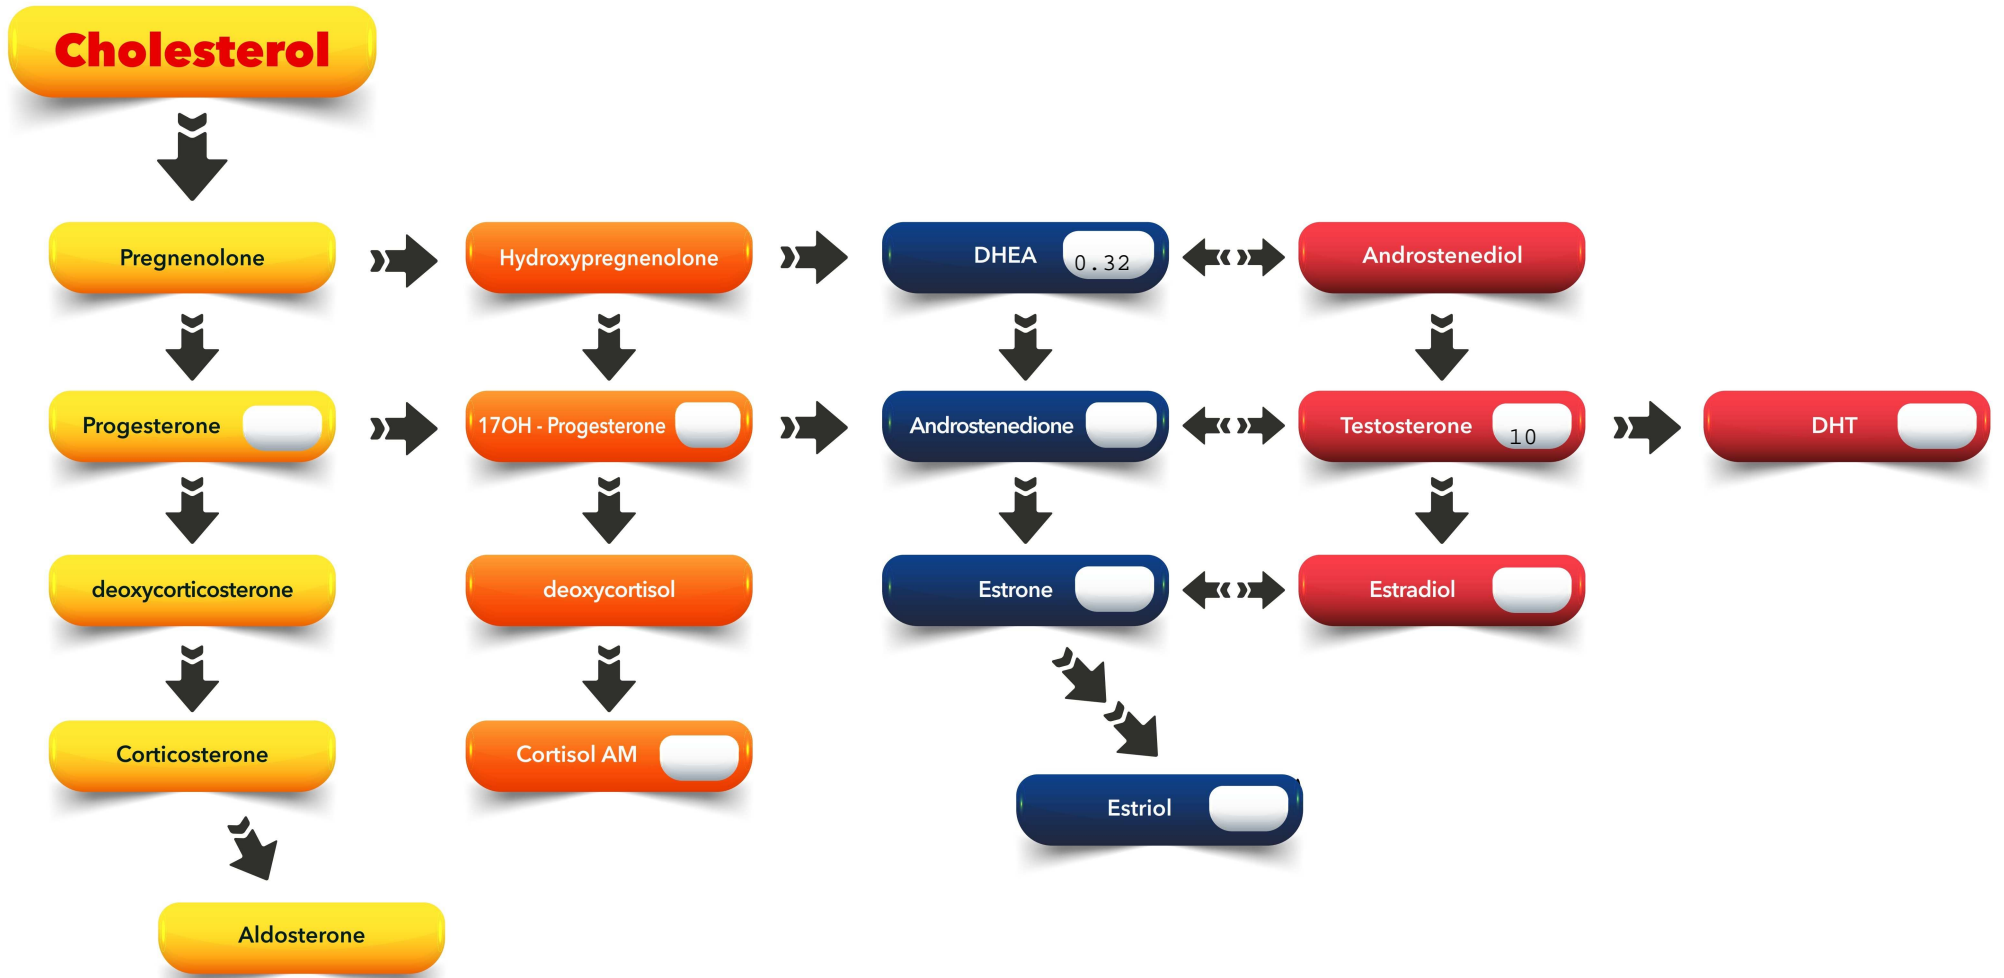 Cholesterol
Pregnenolone
Hydroxypregnenolone
DHEA
0.32
Androstenediol
Progesterone
17OH - Progesterone
Androstenedione
Testosterone
10
DHT
deoxycorticosterone
deoxycortisol
Estrone
Estradiol
Corticosterone
Cortisol AM
Estriol
Aldosterone